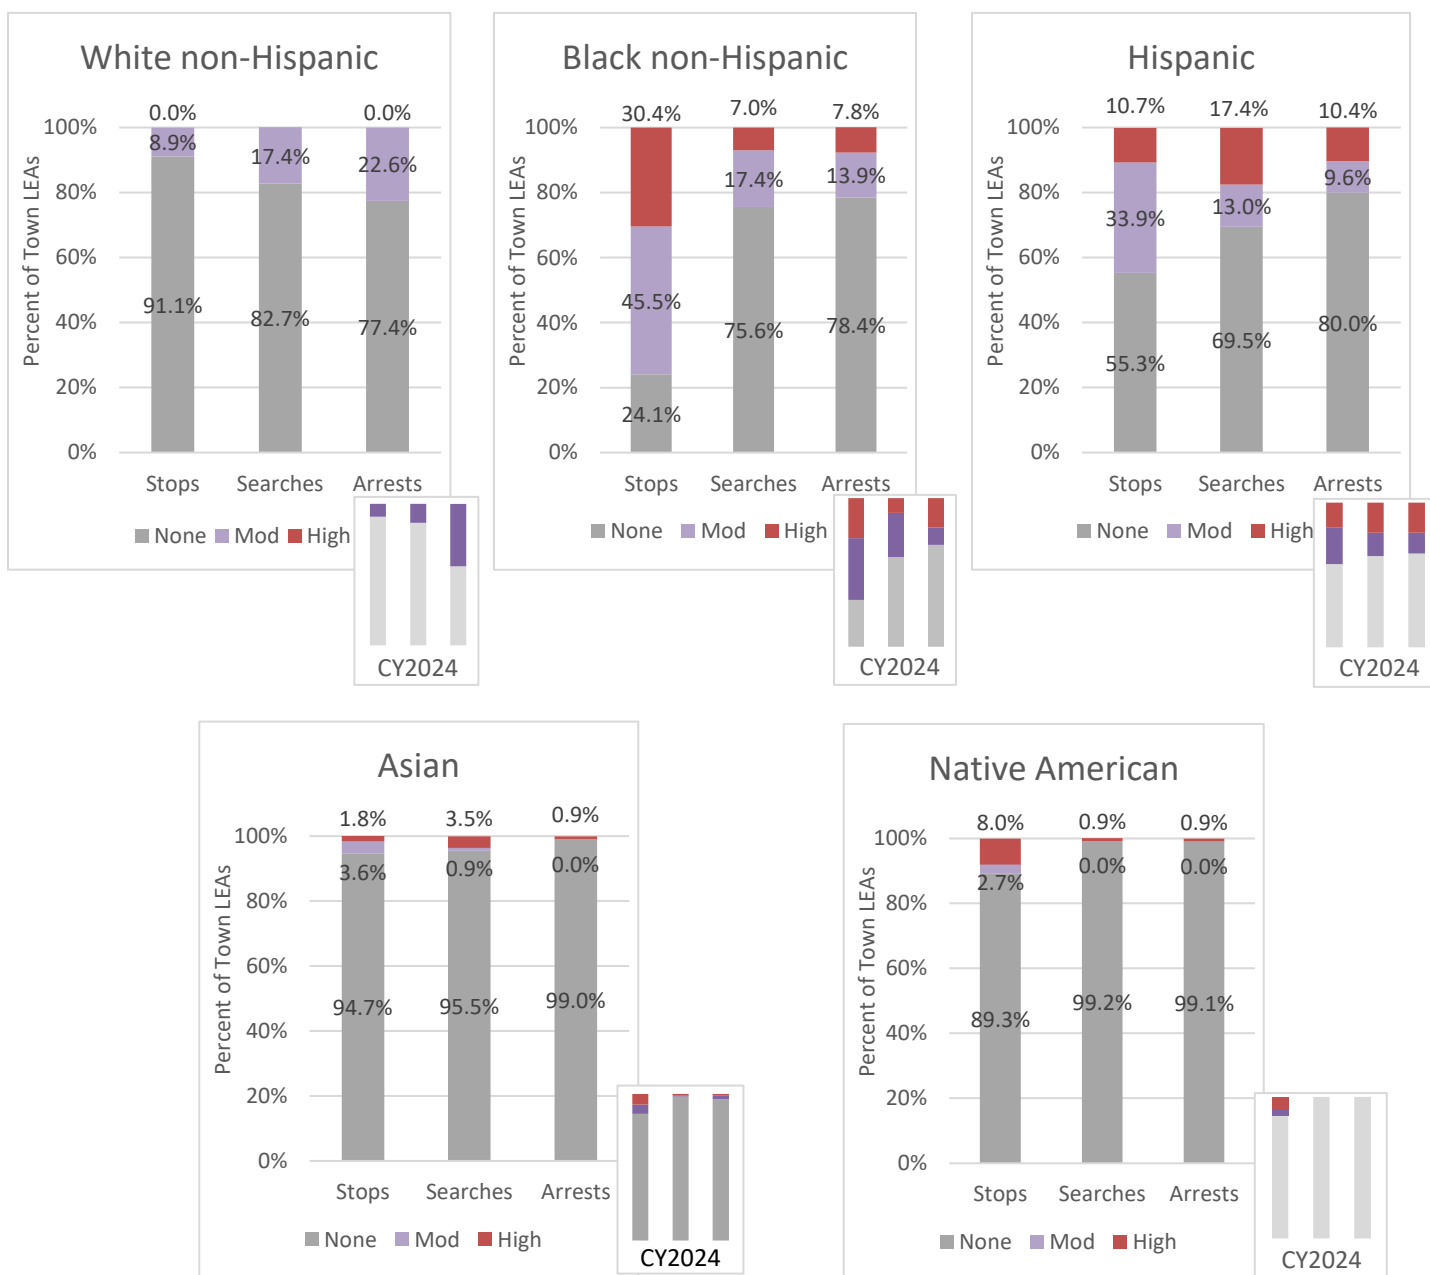 White non-Hispanic
0.0% 0.0%
100%
8.9% 17.4% 22.6%
80%
60%
91.1% 82.7% 77.4%
40%
20%
0%
Percent of Town LEAs
Stops Searches Arrests
None Mod High
CY2024
Black non-Hispanic
30.4% 7.0% 7.8%
100%
17.4% 13.9%
80%
60%
45.5% 75.6% 78.4%
40%
20%
24.1%
0%
Percent of Town LEAs
Stops Searches Arrests
None Mod High
CY2024
Hispanic
10.7% 17.4% 10.4%
100%
9.6%
80%
33.9% 13.0%
60%
40%
55.3% 69.5% 80.0%
20%
0%
Percent of Town LEAs
Stops Searches Arrests
None Mod High
CY2024
Asian
1.8% 3.5% 0.9%
100%
3.6% 0.9% 0.0%
80%
60%
94.7% 95.5% 99.0%
40%
20%
0%
Percent of Town LEAs
Stops Searches Arrests
None Mod High
CY2024
Native American
8.0% 0.9% 0.9%
100%
2.7% 0.0% 0.0%
80%
60%
89.3% 99.2% 99.1%
40%
20%
0%
Percent of Town LEAs
Stops Searches Arrests
None Mod High
CY2024